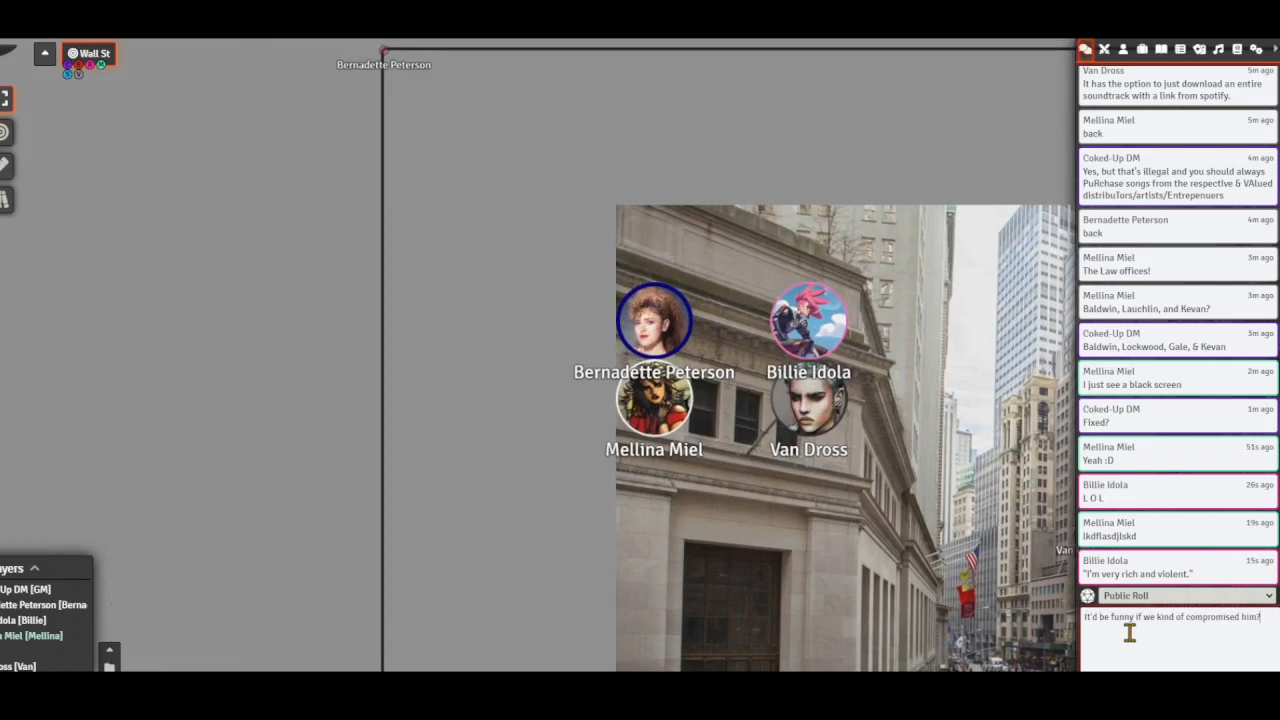 Wall St
Bernadette Peterson
Bernadette Peterson
Billie Idola
Mellina Miel
Van Dross
Van
ayers
-Up DM [GM]
ette Peterson [Berna
dola [Billie]
a Miel [Mellina]
oss [Van]
Van Dross 5m ago
It has the option to just download an entire
soundtrack with a link from spotify.
Mellina Miel 5m ago
back
Coked-Up DM 4m ago
Yes, but that's illegal and you should always
PuRchase songs from the respectIve & VAlued
distribuTors/artists/Entrepenuers
Bernadette Peterson 4m ago
back
Mellina Miel 3m ago
The Law offices!
Mellina Miel 3m ago
Baldwin, Lauchlin, and Kevan?
Coked-Up DM 3m ago
Baldwin, Lockwood, Gale, & Kevan
Mellina Miel 2m ago
I just see a black screen
Coked-Up DM 1m ago
Fixed?
Mellina Miel 51s ago
Yeah :D
Billie Idola 26s ago
L O L
Mellina Miel 19s ago
lkdflasdjlskd
Billie Idola 15s ago
"I'm very rich and violent."
Public Roll
It'd be funny if we kind of compromised him?